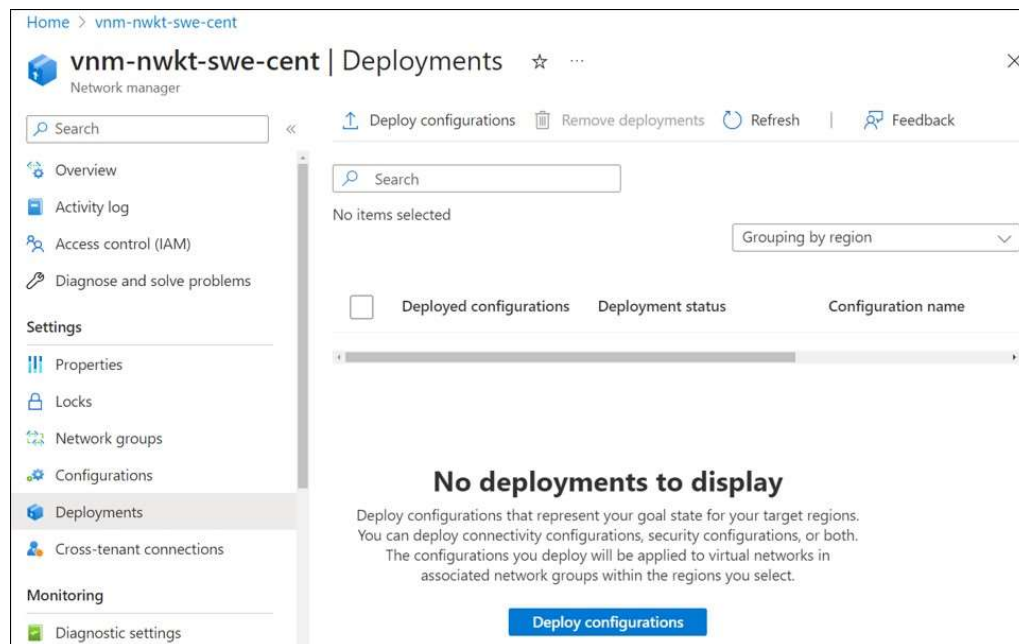 Home > vnm-nwkt-swe-cent
vnm-nwkt-swe-cent | Deployments
Network manager
Search
Overview
Activity log
Access control (IAM)
Diagnose and solve problems
Settings
Properties
Locks
Network groups
Configurations
Deployments
Cross-tenant connections
Monitoring
Diagnostic settings
Deploy configurations Remove deployments Refresh | Feedback
Search
No items selected
Grouping by region
Deployed configurations Deployment status Configuration name
No deployments to display
Deploy configurations that represent your goal state for your target regions.
You can deploy connectivity configurations, security configurations, or both.
The configurations you deploy will be applied to virtual networks in
associated network groups within the regions you select.
Deploy configurations